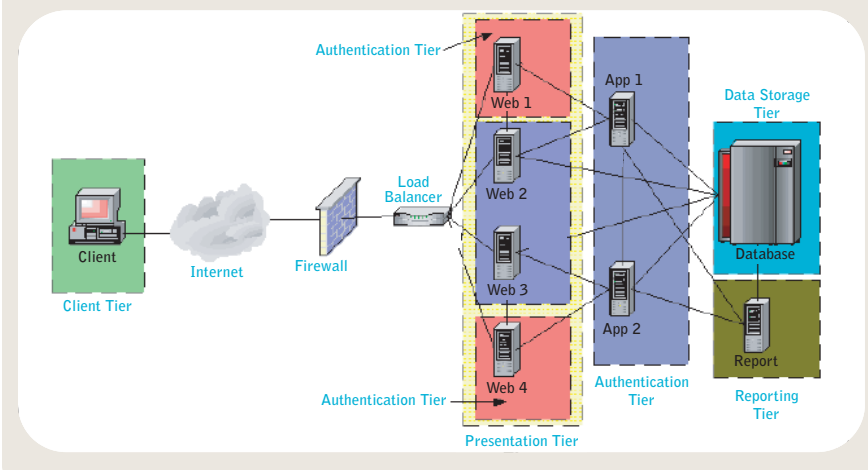 Authentication Tier
Web 1
App 1
Data Storage
Tier
Load
Balancer
Web 2
Client
Internet
Firewall
Web 3
Database
Client Tier
App 2
Report
Web 4
Authentication Tier
Authentication
Tier
Reporting
Tier
Presentation Tier